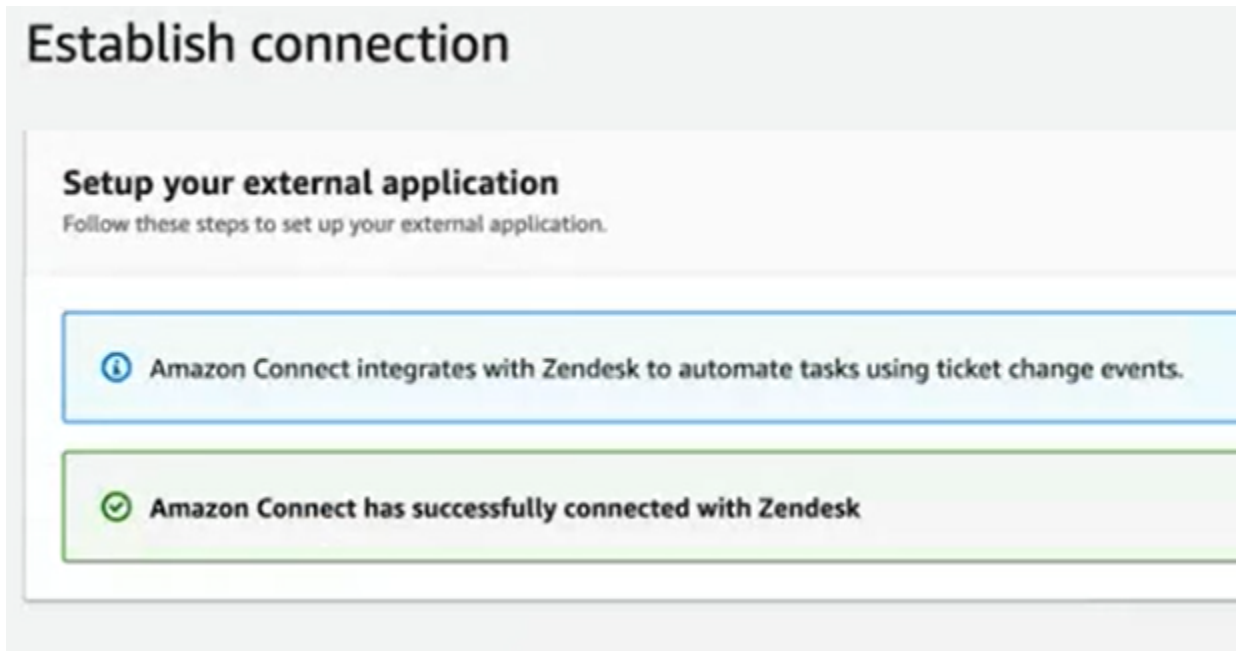 Establish connection
Setup your external application
Follow these steps to set up your external application.
Amazon Connect integrates with Zendesk to automate tasks using ticket change events.
Amazon Connect has successfully connected with Zendesk